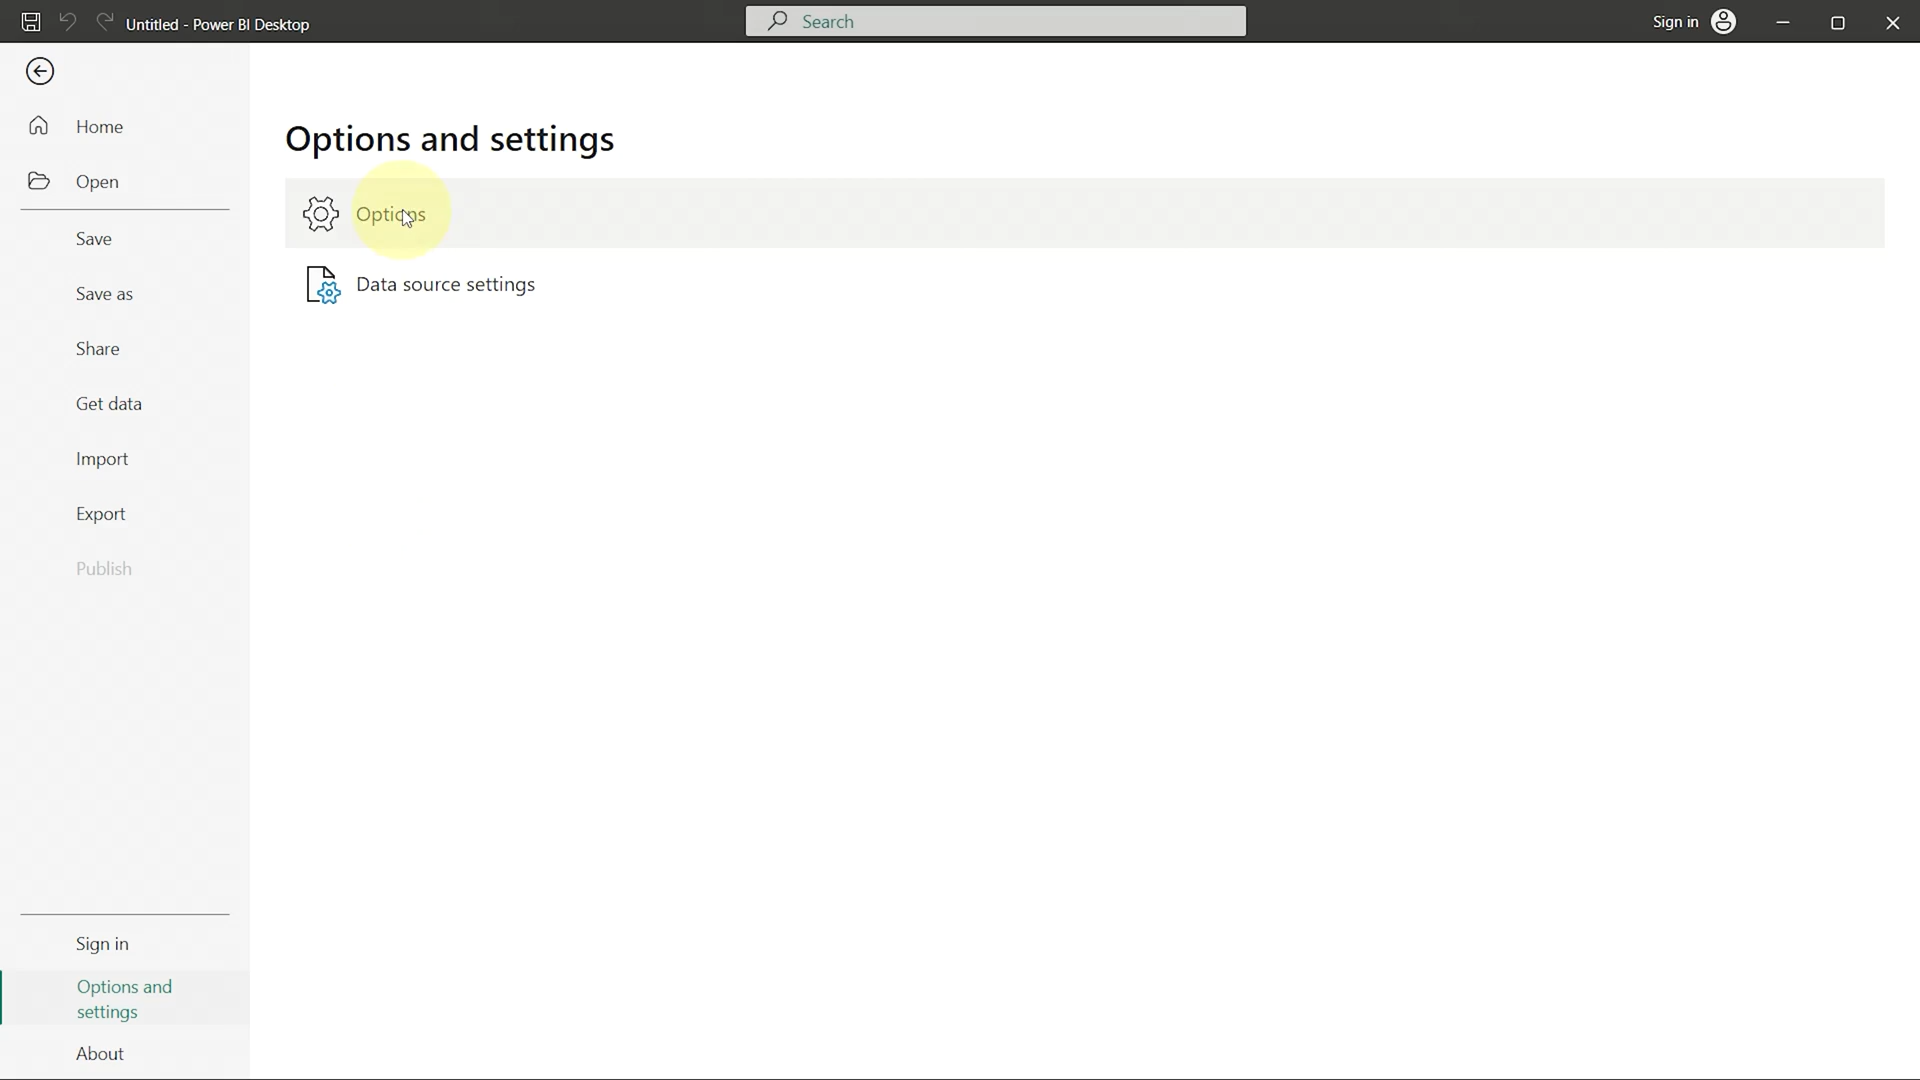 Untitled - Power BI Desktop
Search
Sign in
Home
Open
Save
Save as
Share
Get data
Import
Export
Publish
Sign in
Options and
settings
About
Options and settings
Options
Data source settings